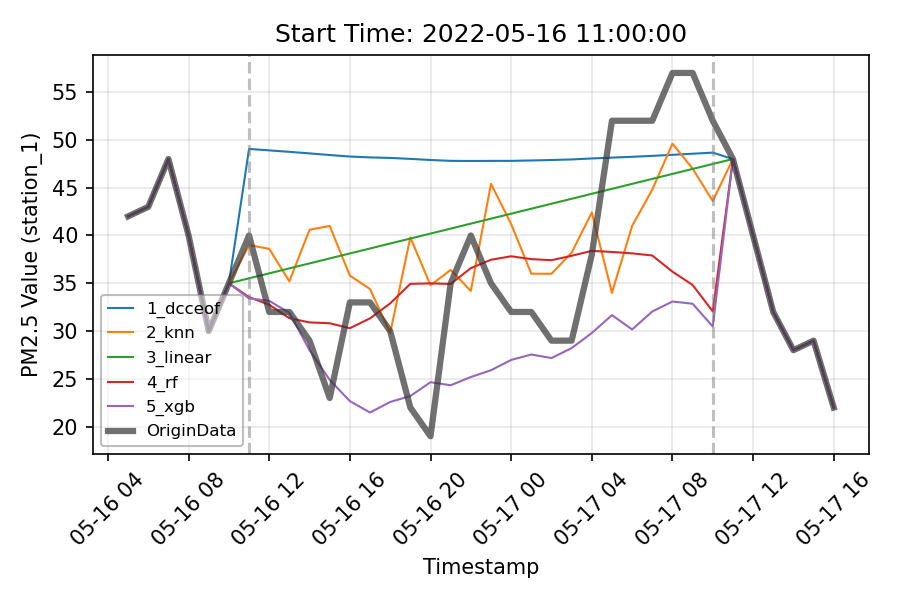 Start Time: 2022-05-16 11:00:00
PM2.5 Value (station_1)
55
50
45
40
35
30
25
20
1_dcceof
2_knn
3_linear
4_rf
5_xgb
OriginData
05-16 04
05-16 08
05-16 12
05-16 16
05-16 20
05-17 00
05-17 04
05-17 08
05-17 12
05-17 16
Timestamp